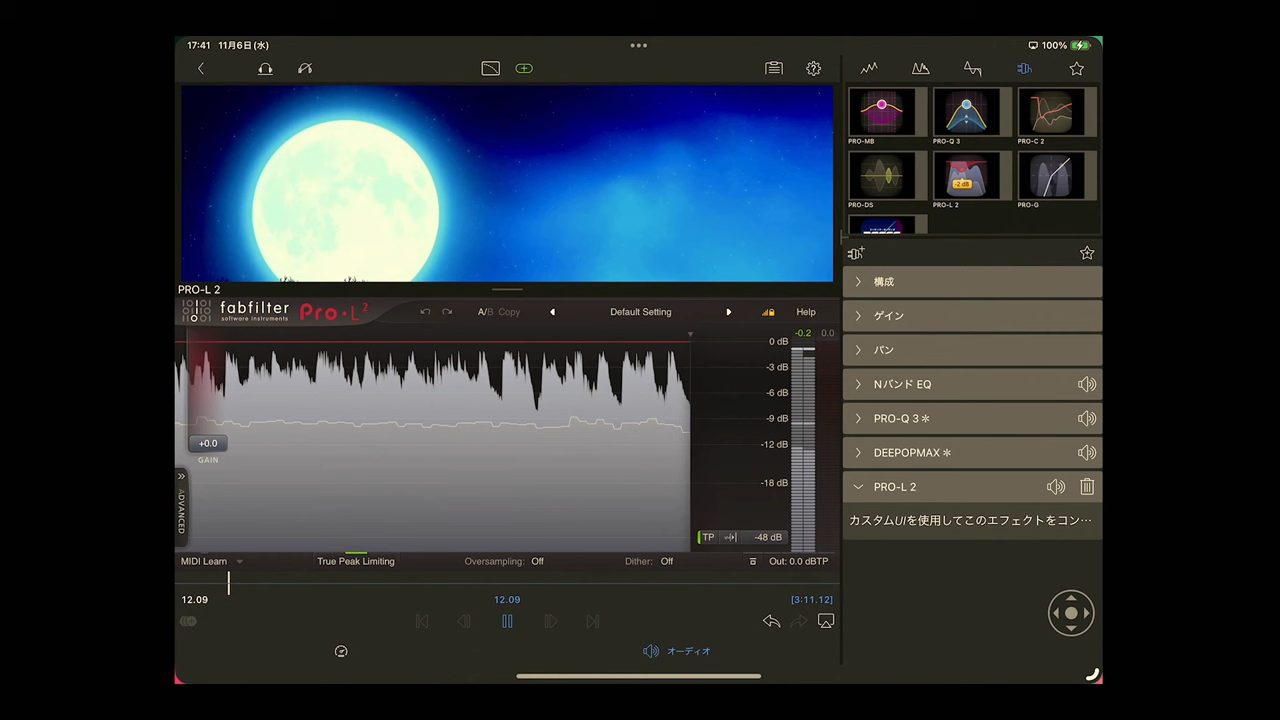 17:41 11月6日(水)
100%
PRO-MB
PRO-Q 3
PRO-C 2
-2 dB
PRO-DS
PRO-L 2
PRO-G
PRO-L 2
fabfilter
software instruments
Pro·L²
A/B Copy
Default Setting
Help
-0.2 0.0
0 dB
-3 dB
-6 dB
-9 dB
-12 dB
-18 dB
+0.0
GAIN
ADVANCED
TP
-48 dB
MIDI Learn
True Peak Limiting
Oversampling: Off
Dither: Off
Out: 0.0 dBTP
12.09
12.09
[3:11.12]
オーディオ
構成
ゲイン
パン
Nバンド EQ
PRO-Q 3＊
DEEPOPMAX＊
PRO-L 2
カスタムUIを使用してこのエフェクトをコン…